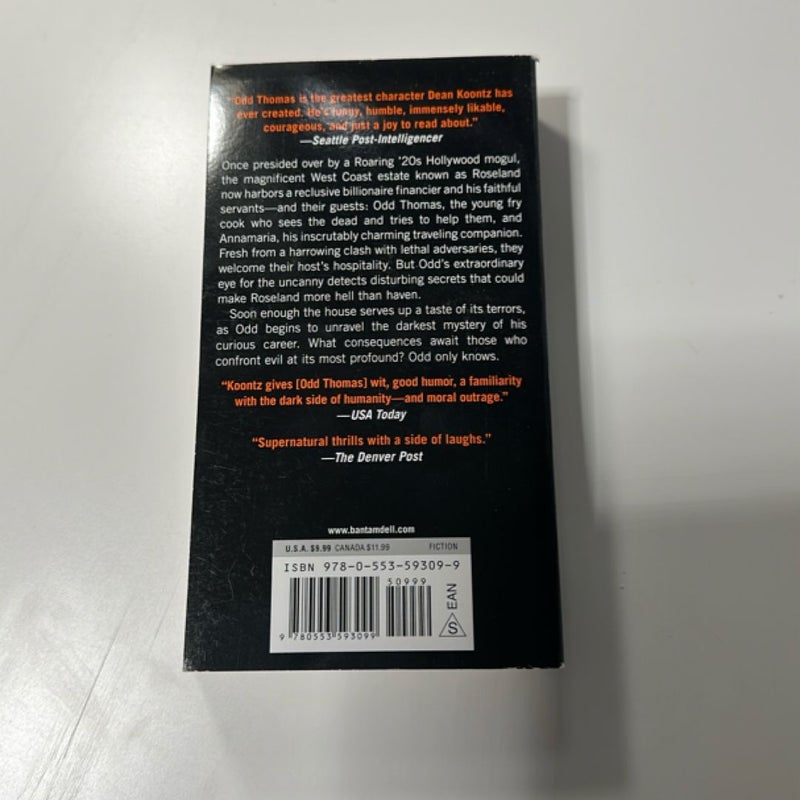 "Odd Thomas is the greatest character Dean Koontz has
ever created. He's funny, humble, immensely likable,
courageous, and just a joy to read about."
—Seattle Post-Intelligencer
Once presided over by a Roaring '20s Hollywood mogul,
the magnificent West Coast estate known as Roseland
now harbors a reclusive billionaire financier and his faithful
servants—and their guests: Odd Thomas, the young fry
cook who sees the dead and tries to help them, and
Annamaria, his inscrutably charming traveling companion.
Fresh from a harrowing clash with lethal adversaries, they
welcome their host's hospitality. But Odd's extraordinary
eye for the uncanny detects disturbing secrets that could
make Roseland more hell than haven.
Soon enough the house serves up a taste of its terrors,
as Odd begins to unravel the darkest mystery of his
curious career. What consequences await those who
confront evil at its most profound? Odd only knows.
"Koontz gives [Odd Thomas] wit, good humor, a familiarity
with the dark side of humanity—and moral outrage."
—USA Today
"Supernatural thrills with a side of laughs."
—The Denver Post
www.bantamdell.com
U.S.A. $9.99 CANADA $11.99 FICTION
ISBN 978-0-553-59309-9
50999
9 780553 593099
S EAN